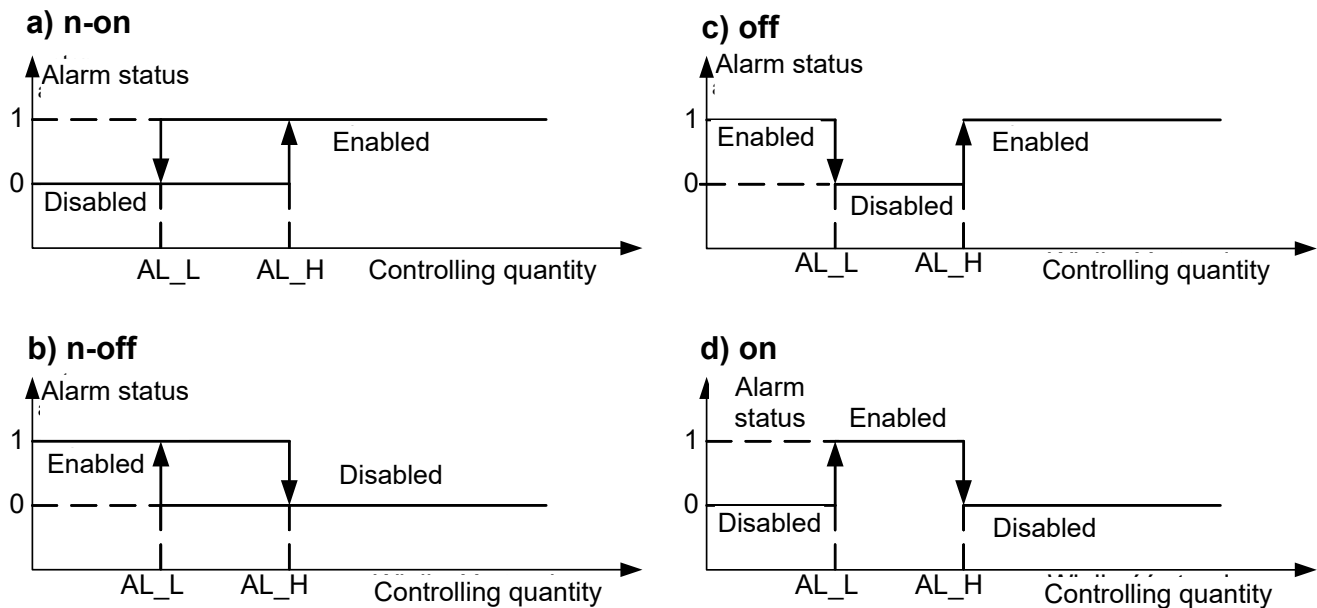 a) n-on
Alarm status
1
Enabled
0
Disabled
AL_L
AL_H
Controlling quantity
c) off
Alarm status
1
Enabled
Enabled
0
Disabled
AL_L
AL_H
Controlling quantity
b) n-off
Alarm status
1
Enabled
Disabled
0
AL_L
AL_H
Controlling quantity
d) on
Alarm
status
Enabled
1
0
Disabled
Disabled
AL_L
AL_H
Controlling quantity